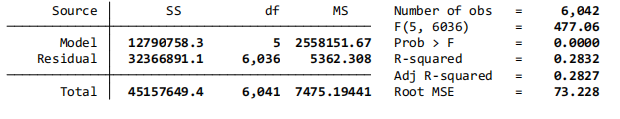 Source SS df MS Number of obs = 6,042
F(5, 6036) = 477.06
Model 12790758.3 5 2558151.67 Prob > F = 0.0000
Residual 32366891.1 6,036 5362.308 R-squared = 0.2832
Adj R-squared = 0.2827
Total 45157649.4 6,041 7475.19441 Root MSE = 73.228